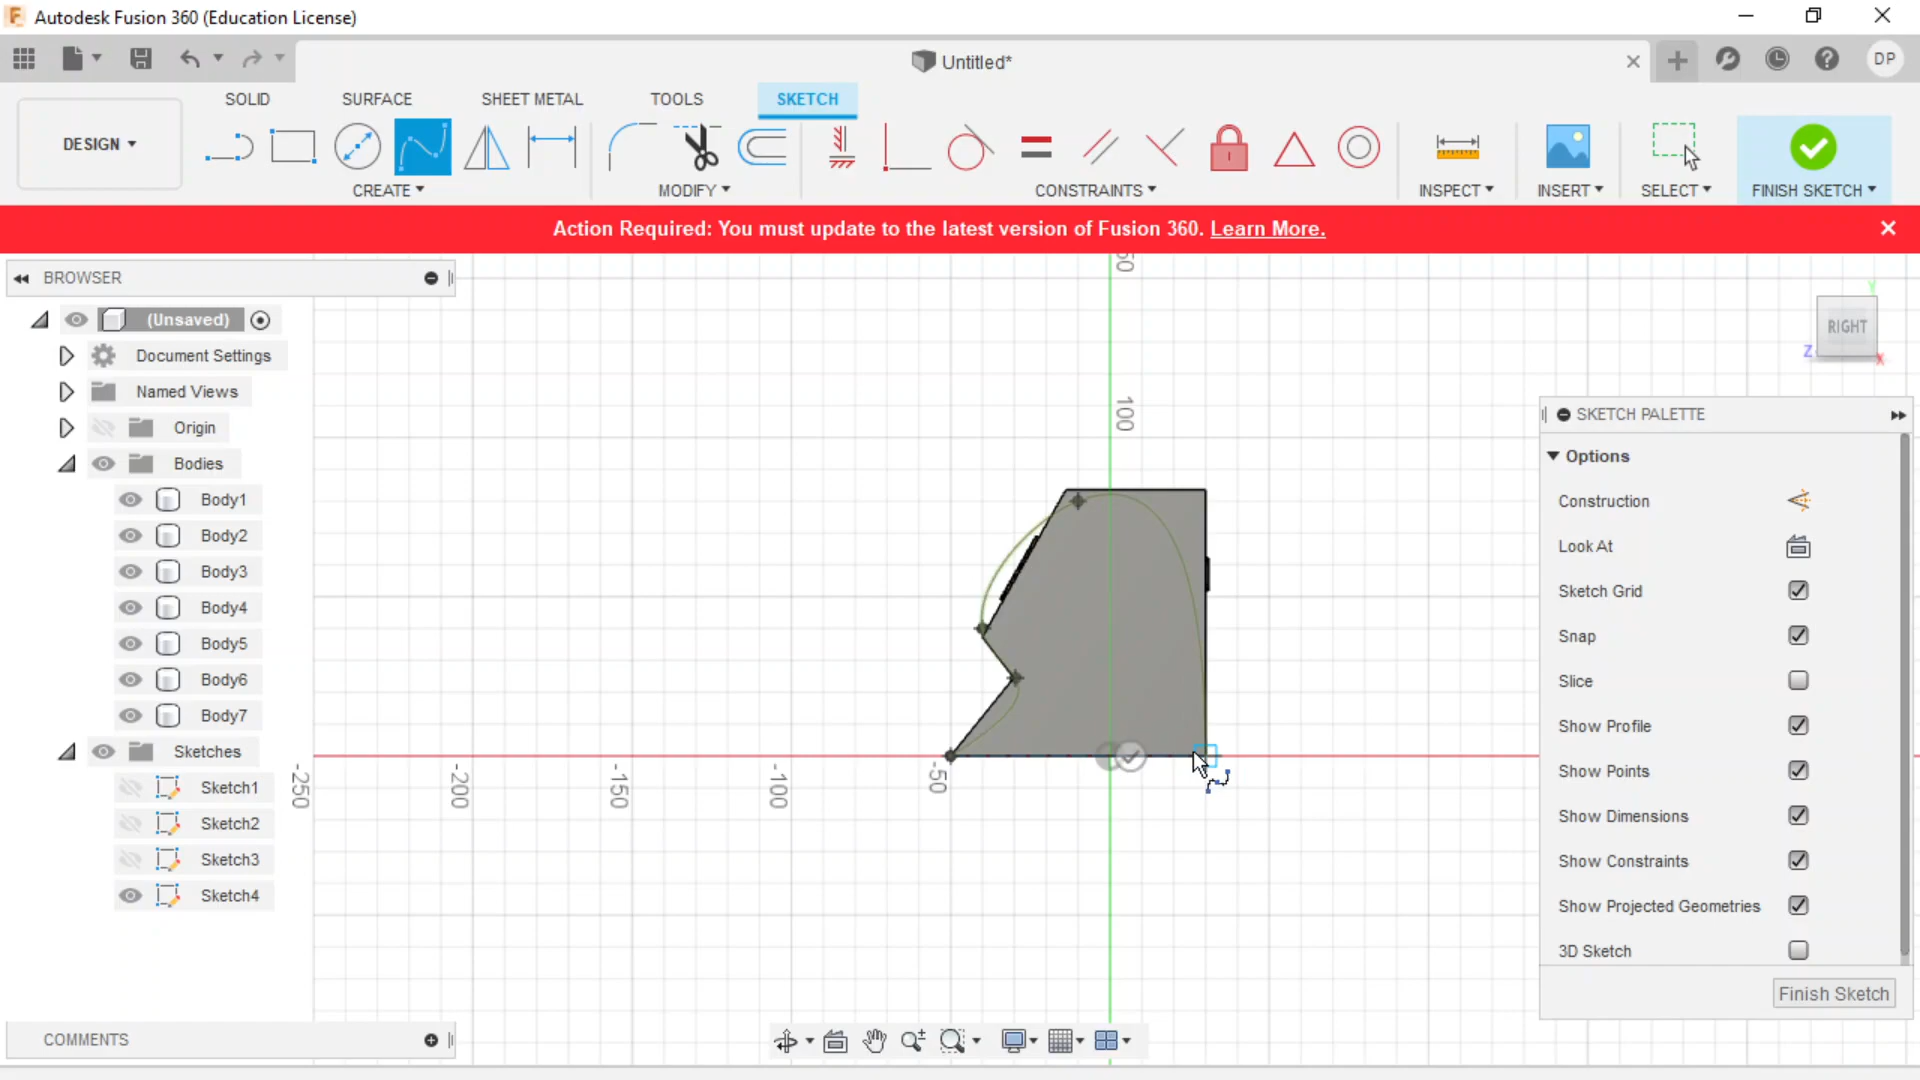 Autodesk Fusion 360 (Education License)
Untitled*
DP
SOLID
SURFACE
SHEET METAL
TOOLS
SKETCH
DESIGN
CREATE
MODIFY
CONSTRAINTS
INSPECT
INSERT
SELECT
FINISH SKETCH
Action Required: You must update to the latest version of Fusion 360. Learn More.
BROWSER
(Unsaved)
Document Settings
Named Views
Origin
Bodies
Body1
Body2
Body3
Body4
Body5
Body6
Body7
Sketches
Sketch1
Sketch2
Sketch3
Sketch4
COMMENTS
100
-250
-200
-150
-100
-50
Y
RIGHT
Z
X
SKETCH PALETTE
Options
Construction
Look At
Sketch Grid
Snap
Slice
Show Profile
Show Points
Show Dimensions
Show Constraints
Show Projected Geometries
3D Sketch
Finish Sketch